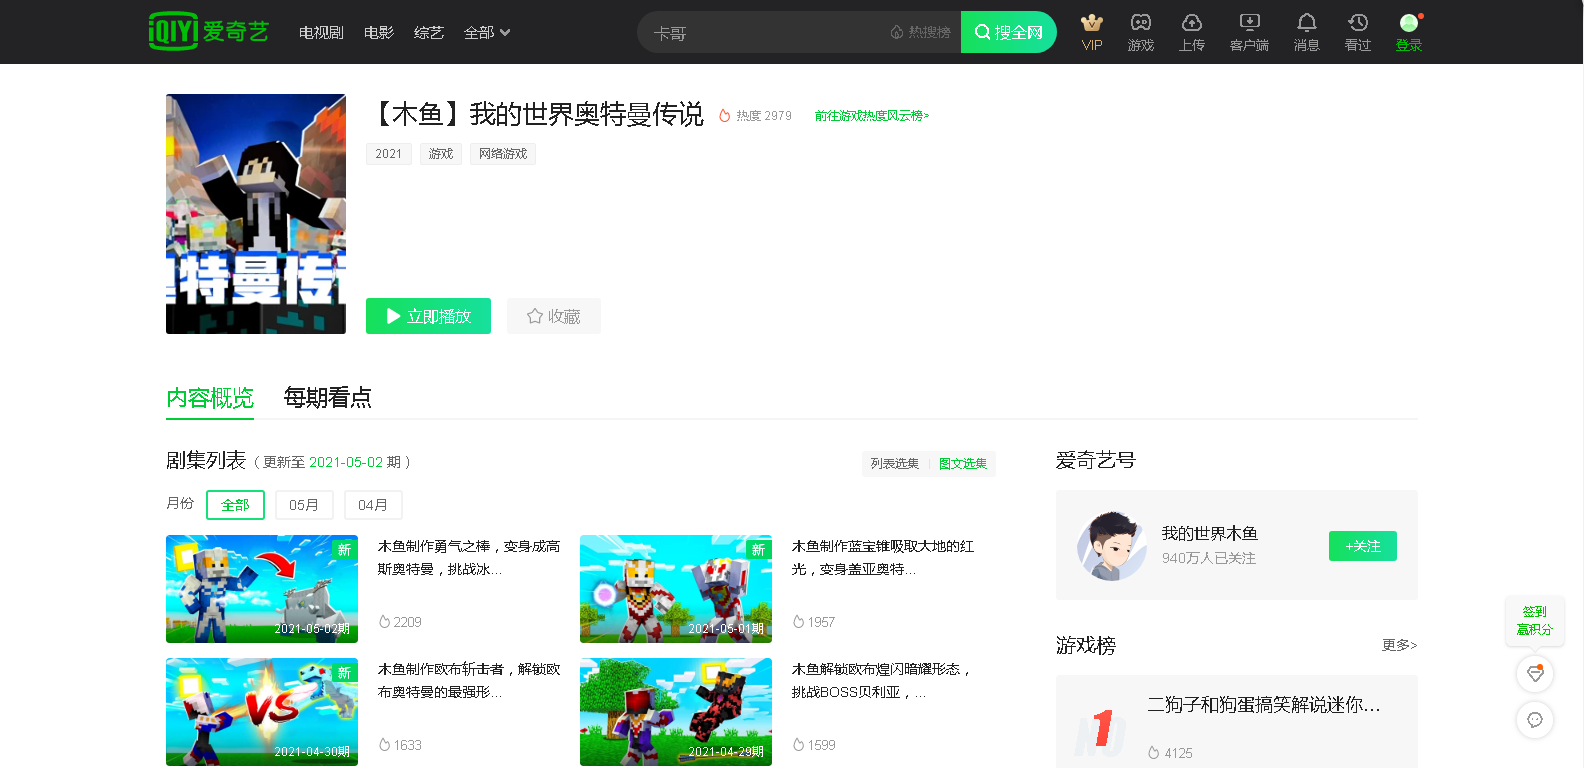 iQIYI 爱奇艺
电视剧 电影 综艺 全部
卡哥 热搜榜 搜全网
VIP 游戏 上传 客户端 消息 看过 登录
【木鱼】我的世界奥特曼传说 热度 2979 前往游戏热度风云榜>
2021 游戏 网络游戏
特曼传
立即播放 收藏
内容概览 每期看点
剧集列表 ( 更新至 2021-05-02 期 )
列表选集 图文选集
月份 全部 05月 04月
新
2021-05-02期
木鱼制作勇气之棒，变身成高
斯奥特曼，挑战冰...
2209
新
2021-05-01期
木鱼制作蓝宝锥吸取大地的红
光，变身盖亚奥特...
1957
新
VS
2021-04-30期
木鱼制作欧布斩击者，解锁欧
布奥特曼的最强形...
1633
2021-04-29期
木鱼解锁欧布煌闪暗耀形态，
挑战BOSS贝利亚，...
1599
爱奇艺号
我的世界木鱼
940万人已关注
+关注
游戏榜 更多>
NO
1
二狗子和狗蛋搞笑解说迷你...
4125
签到
赢积分